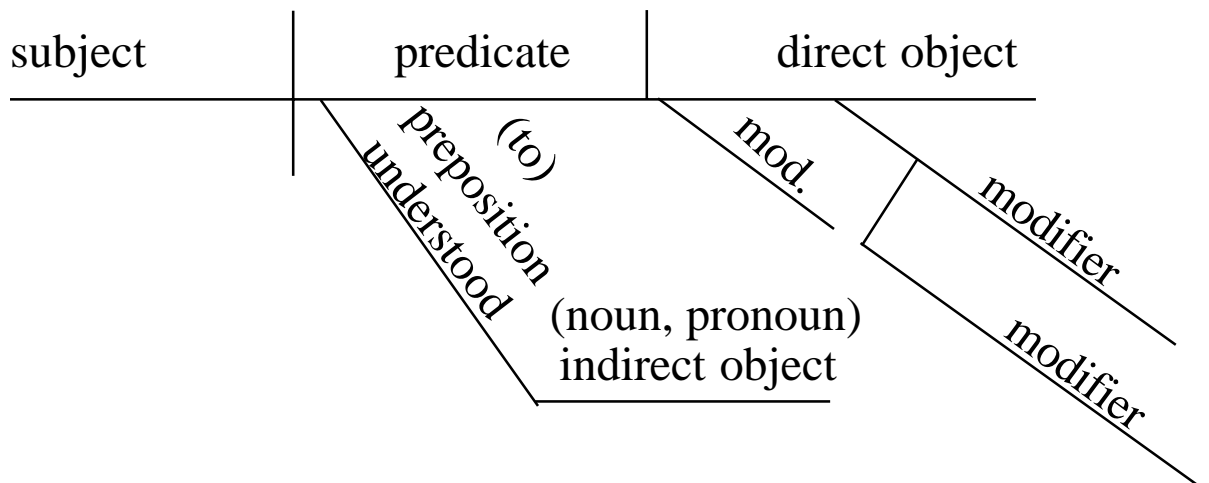 subject
predicate
direct object
(to)
preposition
understood
mod.
modifier
modifier
(noun, pronoun)
indirect object